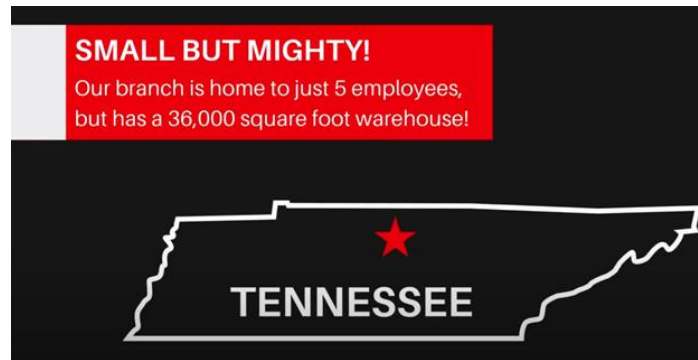 SMALL BUT MIGHTY!
Our branch is home to just 5 employees,
but has a 36,000 square foot warehouse!
TENNESSEE